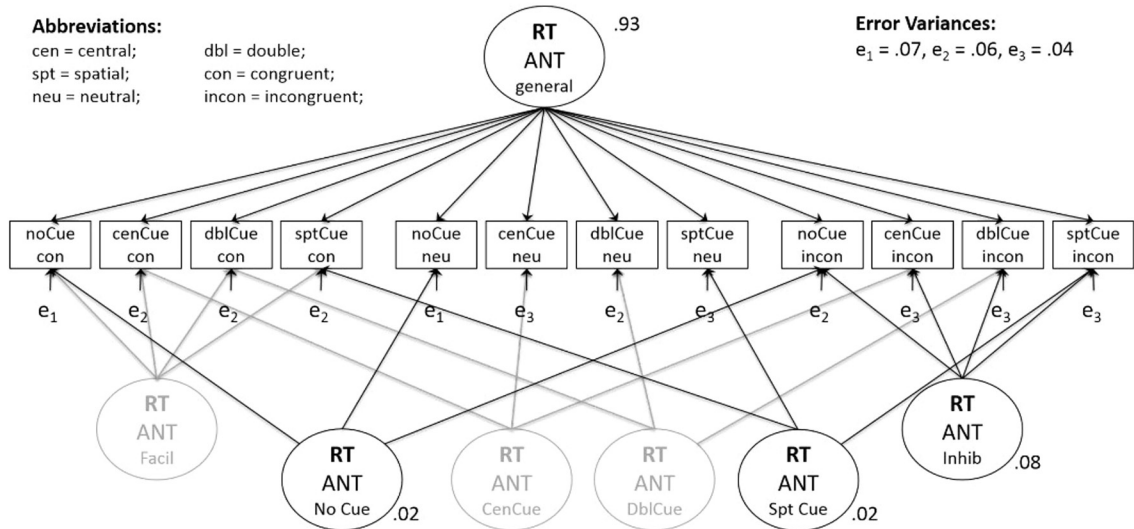 Abbreviations:
cen = central; dbl = double;
spt = spatial; con = congruent;
neu = neutral; incon = incongruent;
RT
ANT
general
.93
Error Variances:
e₁ = .07, e₂ = .06, e₃ = .04
noCue cenCue dblCue sptCue noCue cenCue dblCue sptCue noCue cenCue dblCue sptCue
con con con con neu neu neu neu incon incon incon incon
e₁ e₂ e₂ e₂ e₁ e₃ e₂ e₃ e₂ e₃ e₃ e₃
RT
ANT
Facil
RT
ANT
No Cue
.02
RT
ANT
CenCue
RT
ANT
DblCue
RT
ANT
Spt Cue
.02
RT
ANT
Inhib
.08